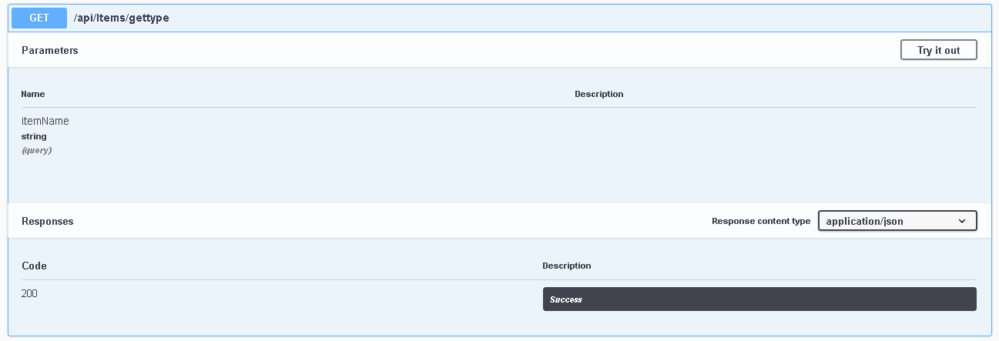 GET /api/Items/gettype
Parameters Try it out
Name Description
itemName
string
(query)
Responses Response content type application/json
Code Description
200 Success